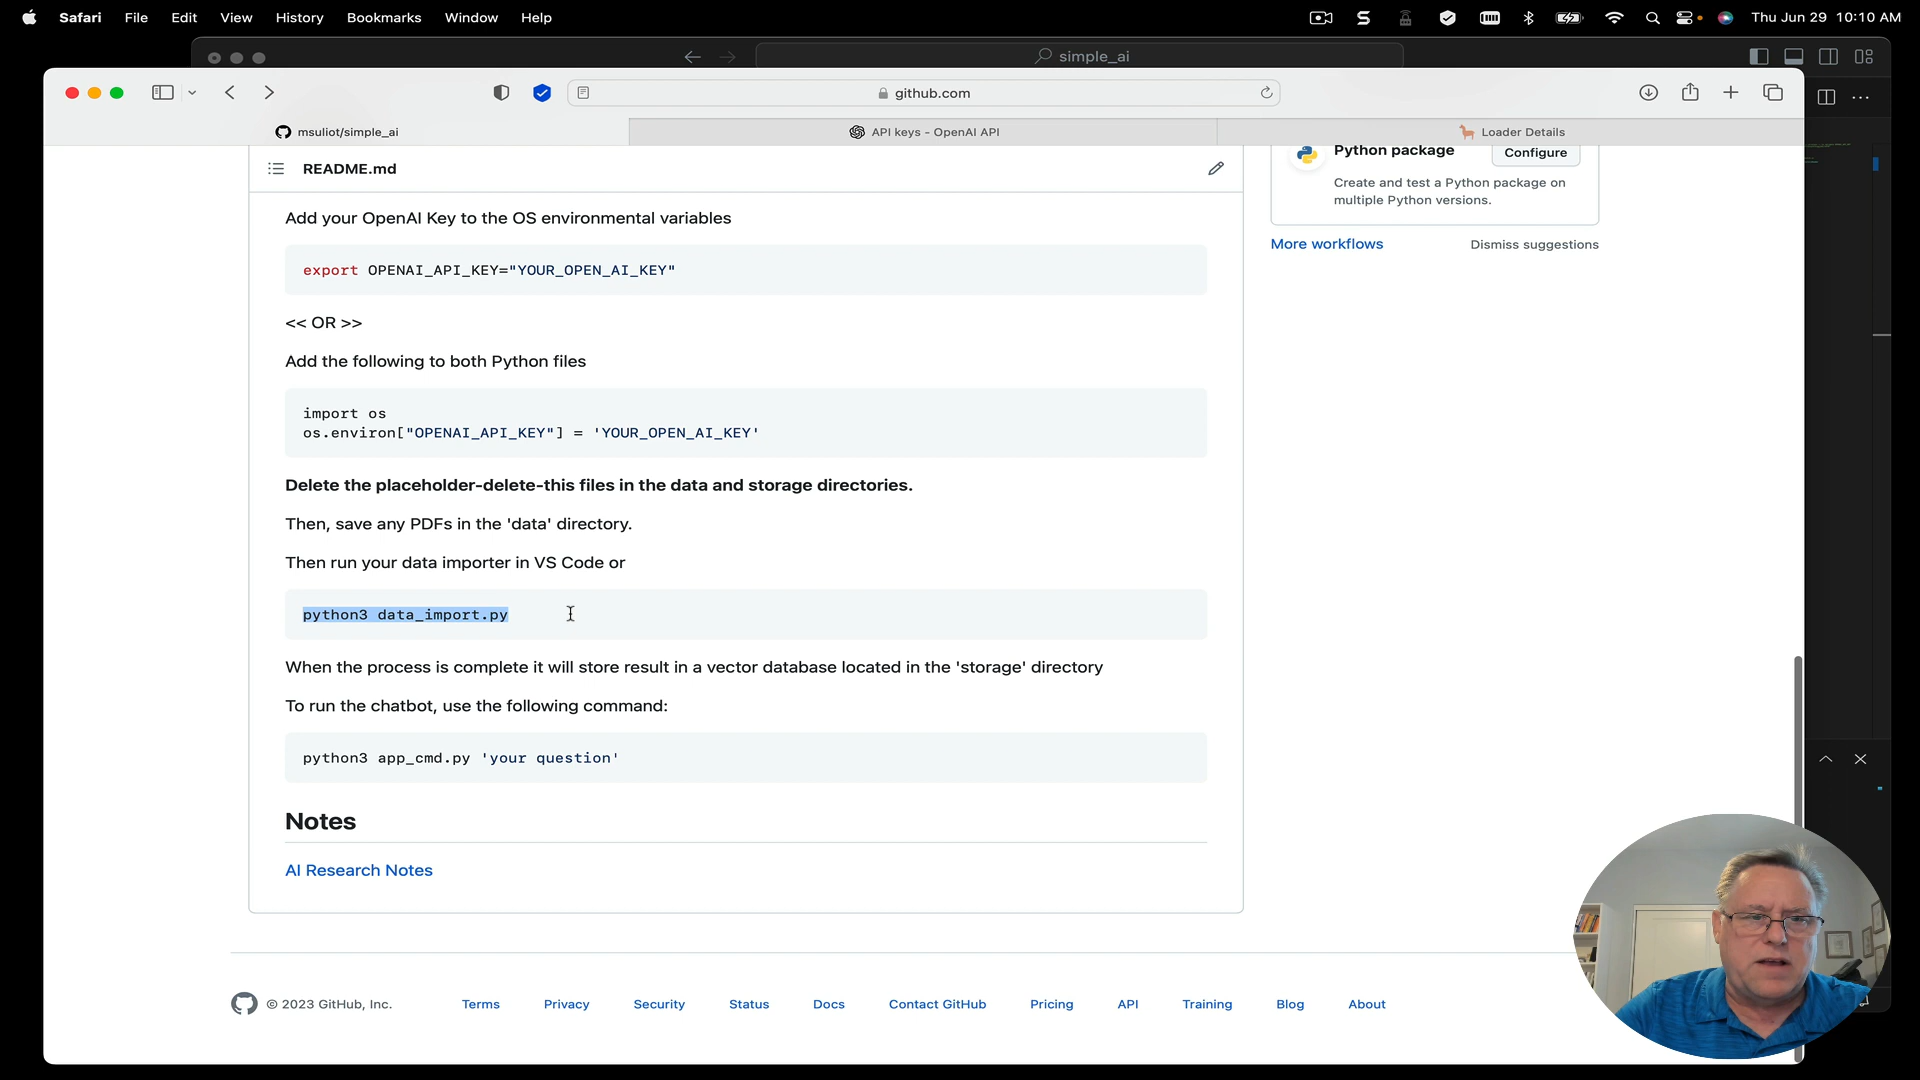 Safari File Edit View History Bookmarks Window Help
Thu Jun 29 10:10 AM
simple_ai
github.com
msuliot/simple_ai
API keys - OpenAI API
Loader Details
README.md
Python package
Configure
Create and test a Python package on
multiple Python versions.
More workflows
Dismiss suggestions
Add your OpenAI Key to the OS environmental variables
export OPENAI_API_KEY="YOUR_OPEN_AI_KEY"
<< OR >>
Add the following to both Python files
import os
os.environ["OPENAI_API_KEY"] = 'YOUR_OPEN_AI_KEY'
Delete the placeholder-delete-this files in the data and storage directories.
Then, save any PDFs in the 'data' directory.
Then run your data importer in VS Code or
python3 data_import.py
When the process is complete it will store result in a vector database located in the 'storage' directory
To run the chatbot, use the following command:
python3 app_cmd.py 'your question'
Notes
AI Research Notes
© 2023 GitHub, Inc.
Terms
Privacy
Security
Status
Docs
Contact GitHub
Pricing
API
Training
Blog
About